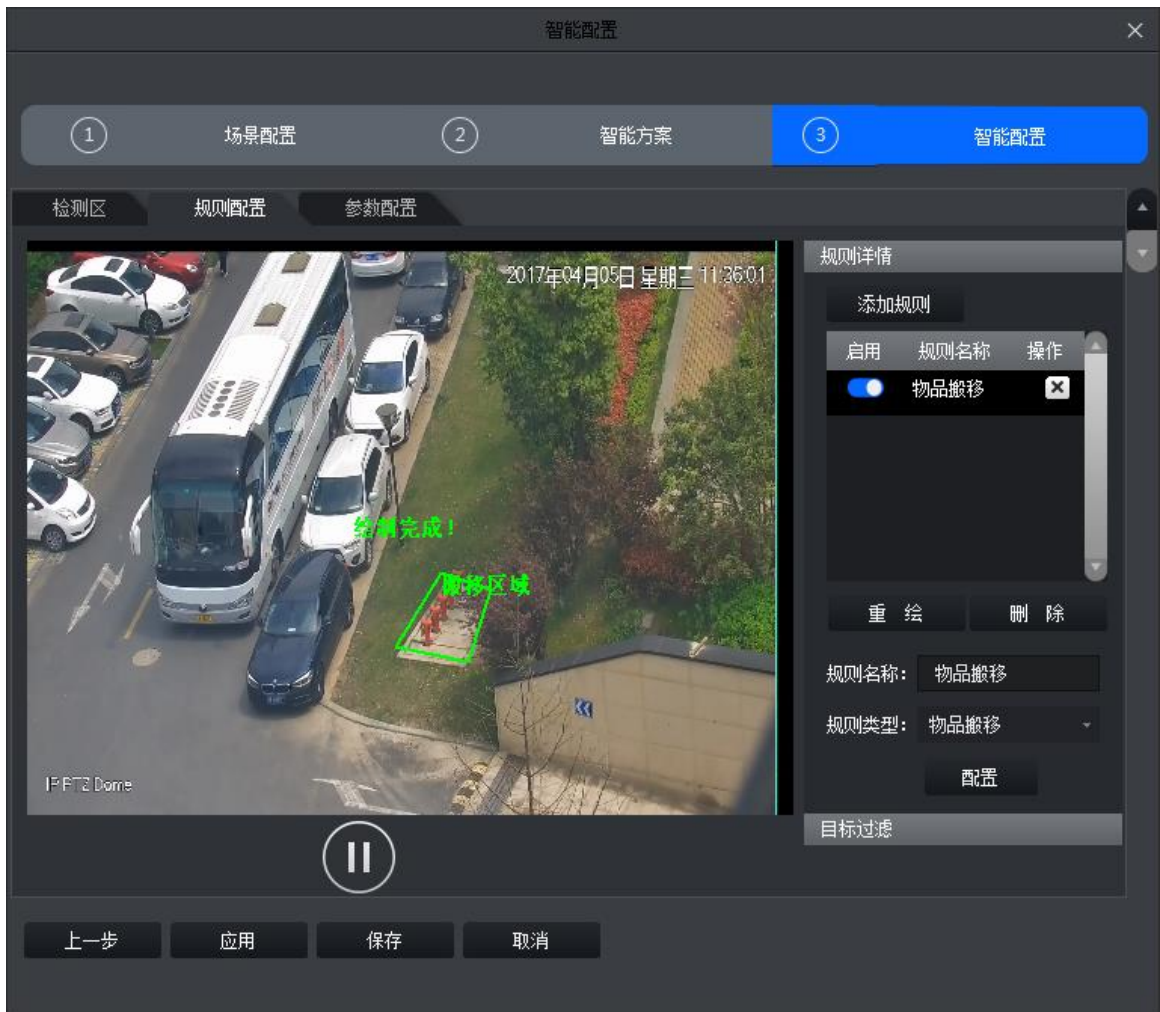 智能配置
1 场景配置 2 智能方案 3 智能配置
检测区 规则配置 参数配置
2017年04月05日 星期三 11:36:01
绘制完成!
搬移区域
IP PTZ Dome
规则详情
添加规则
启用 规则名称 操作
物品搬移
重 绘 删 除
规则名称: 物品搬移
规则类型: 物品搬移
配置
目标过滤
上一步 应用 保存 取消